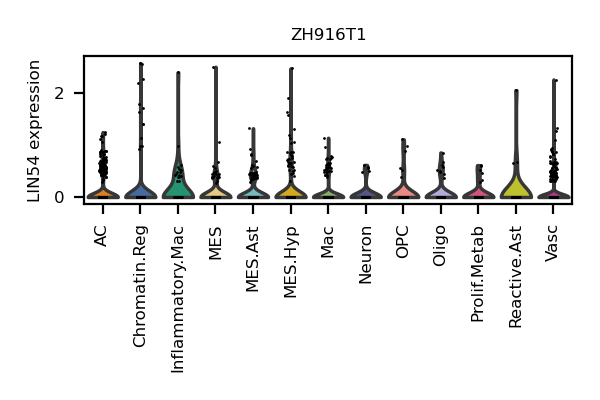 ZH916T1
LIN54 expression
2
0
AC
Chromatin.Reg
Inflammatory.Mac
MES
MES.Ast
MES.Hyp
Mac
Neuron
OPC
Oligo
Prolif.Metab
Reactive.Ast
Vasc